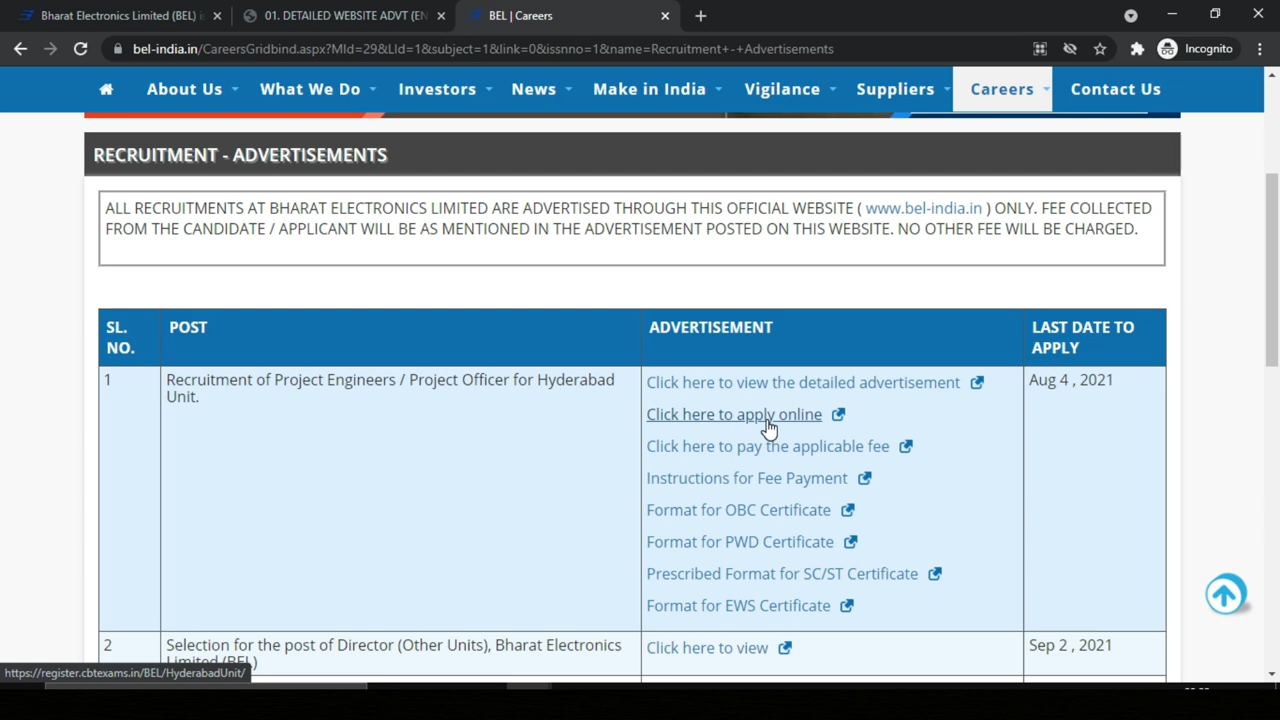 Bharat Electronics Limited (BEL)
01. DETAILED WEBSITE ADVT (EN
BEL | Careers
bel-india.in/CareersGridbind.aspx?MId=29&LId=1&subject=1&link=0&issnno=1&name=Recruitment+-+Advertisements
Incognito
About Us
What We Do
Investors
News
Make in India
Vigilance
Suppliers
Careers
Contact Us
RECRUITMENT - ADVERTISEMENTS
ALL RECRUITMENTS AT BHARAT ELECTRONICS LIMITED ARE ADVERTISED THROUGH THIS OFFICIAL WEBSITE ( www.bel-india.in ) ONLY. FEE COLLECTED
FROM THE CANDIDATE / APPLICANT WILL BE AS MENTIONED IN THE ADVERTISEMENT POSTED ON THIS WEBSITE. NO OTHER FEE WILL BE CHARGED.
SL. NO.
POST
ADVERTISEMENT
LAST DATE TO APPLY
1
Recruitment of Project Engineers / Project Officer for Hyderabad
Unit.
Click here to view the detailed advertisement
Click here to apply online
Click here to pay the applicable fee
Instructions for Fee Payment
Format for OBC Certificate
Format for PWD Certificate
Prescribed Format for SC/ST Certificate
Format for EWS Certificate
Aug 4 , 2021
2
Selection for the post of Director (Other Units), Bharat Electronics
Limited (BEL)
Click here to view
Sep 2 , 2021
https://register.cbtexams.in/BEL/HyderabadUnit/